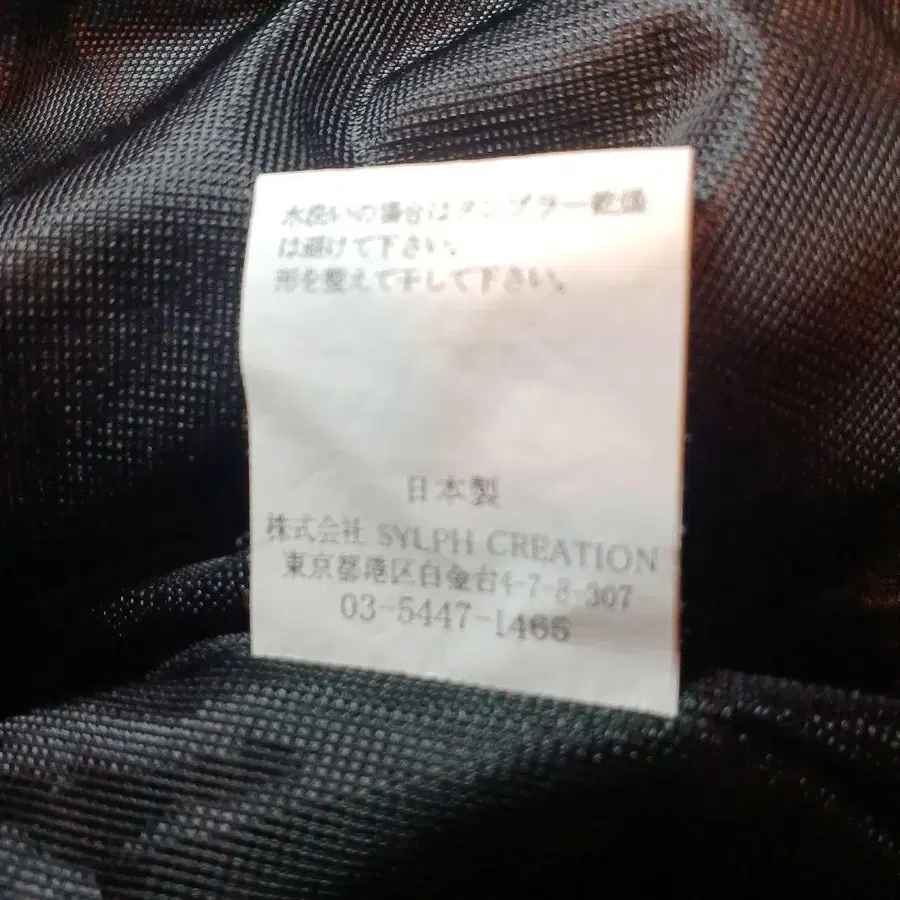 水洗いの場合はタンブラー乾燥
は避けて下さい。
形を整えて干して下さい。
日本製
株式会社 SYLPH CREATION
東京都港区白金台4-7-8-307
03-5447-1466